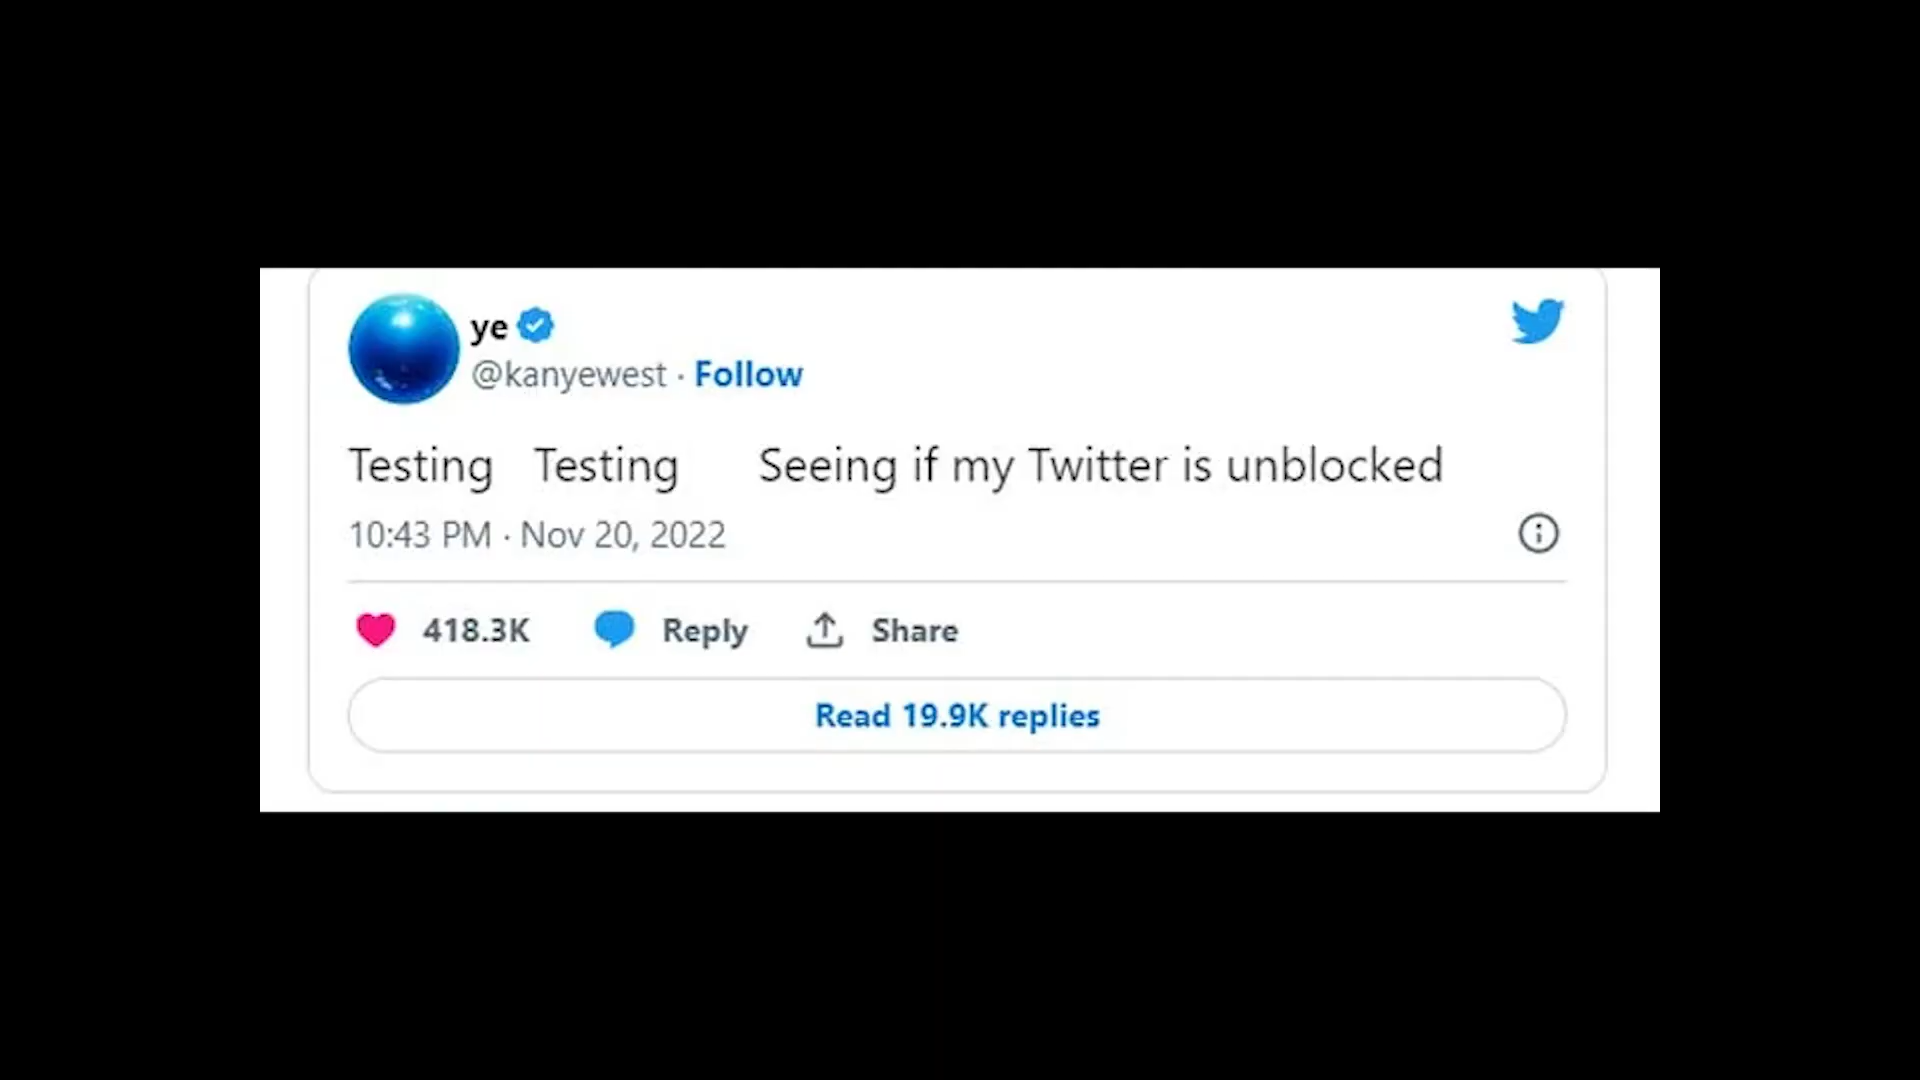 ye
@kanyewest · Follow
Testing Testing Seeing if my Twitter is unblocked
10:43 PM · Nov 20, 2022
418.3K Reply Share
Read 19.9K replies